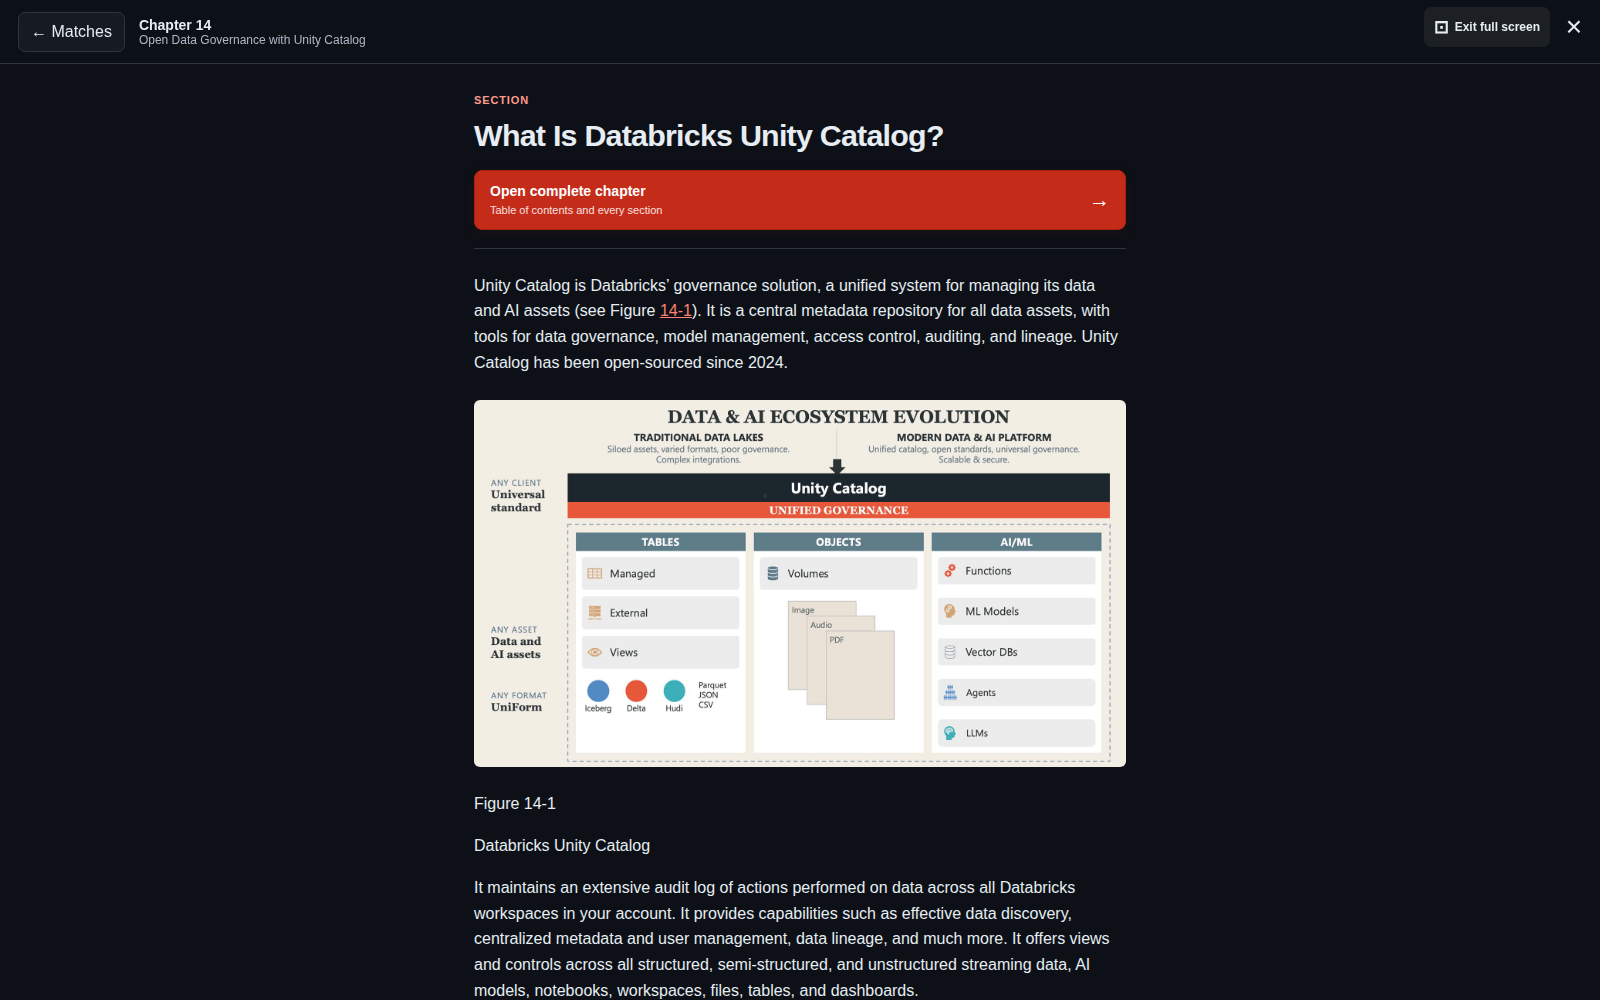 ← Matches
Chapter 14
Open Data Governance with Unity Catalog
Exit full screen
SECTION
What Is Databricks Unity Catalog?
Open complete chapter
Table of contents and every section
Unity Catalog is Databricks’ governance solution, a unified system for managing its data
and AI assets (see Figure 14-1). It is a central metadata repository for all data assets, with
tools for data governance, model management, access control, auditing, and lineage. Unity
Catalog has been open-sourced since 2024.
DATA & AI ECOSYSTEM EVOLUTION
TRADITIONAL DATA LAKES
Siloed assets, varied formats, poor governance.
Complex integrations.
MODERN DATA & AI PLATFORM
Unified catalog, open standards, universal governance.
Scalable & secure.
ANY CLIENT
Universal
standard
Unity Catalog
UNIFIED GOVERNANCE
TABLES
Managed
External
Views
Iceberg
Delta
Hudi
Parquet
JSON
CSV
OBJECTS
Volumes
Image
Audio
PDF
AI/ML
Functions
ML Models
Vector DBs
Agents
LLMs
ANY ASSET
Data and
AI assets
ANY FORMAT
UniForm
Figure 14-1
Databricks Unity Catalog
It maintains an extensive audit log of actions performed on data across all Databricks
workspaces in your account. It provides capabilities such as effective data discovery,
centralized metadata and user management, data lineage, and much more. It offers views
and controls across all structured, semi-structured, and unstructured streaming data, AI
models, notebooks, workspaces, files, tables, and dashboards.